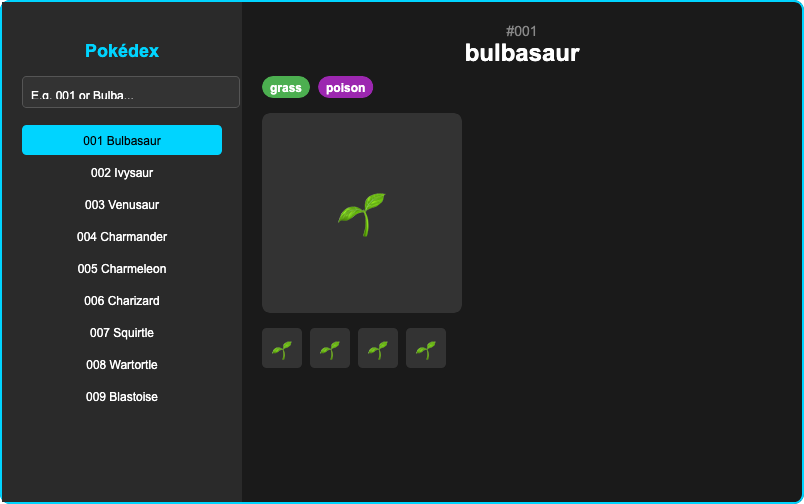 Pokédex
E.g. 001 or Bulba...
001 Bulbasaur
002 Ivysaur
003 Venusaur
004 Charmander
005 Charmeleon
006 Charizard
007 Squirtle
008 Wartortle
009 Blastoise
#001
bulbasaur
grass poison